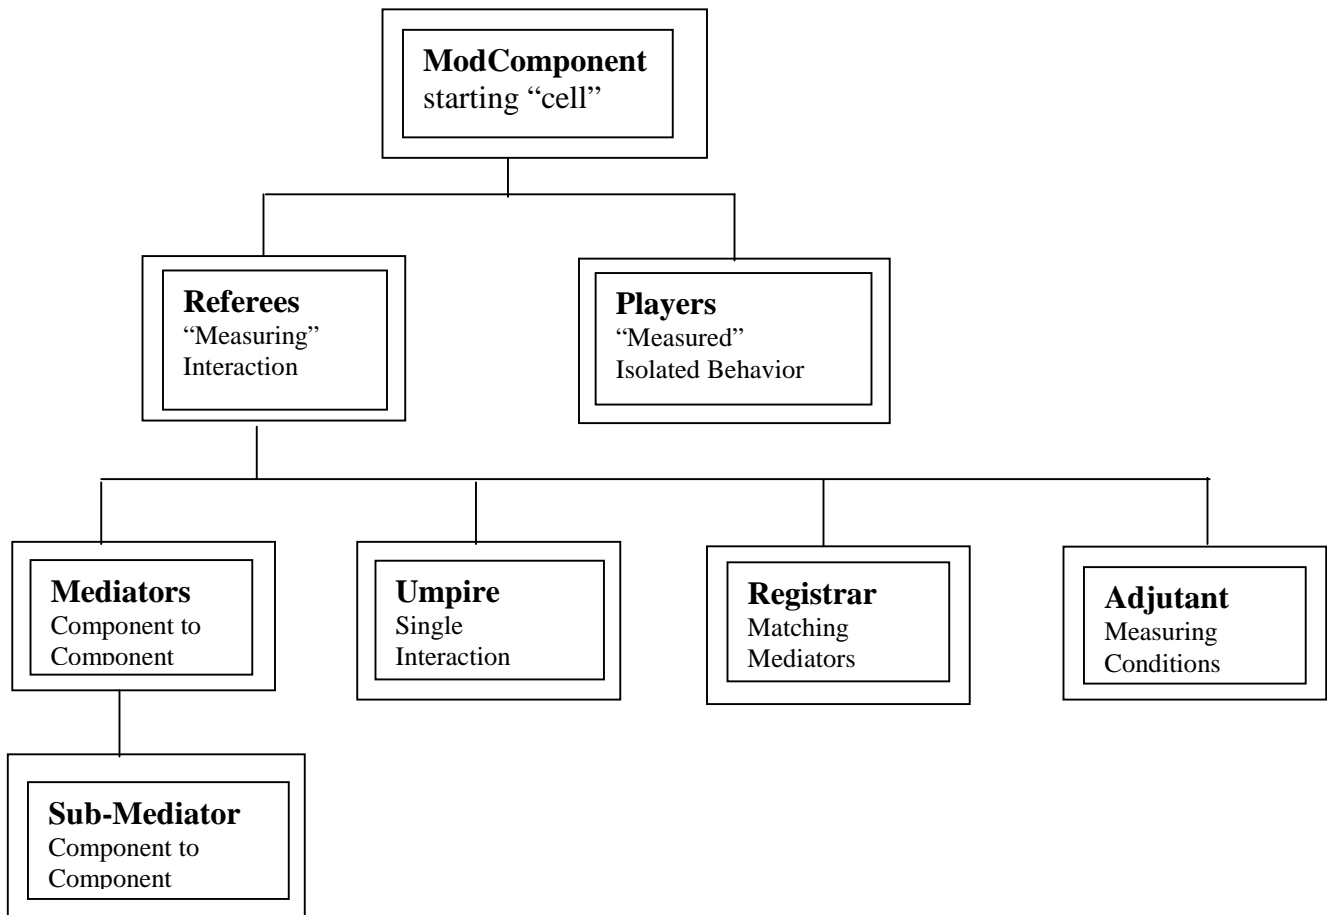 ModComponent
starting “cell”
Referees
“Measuring”
Interaction
Players
“Measured”
Isolated Behavior
Mediators
Component to
Component
Umpire
Single
Interaction
Registrar
Matching
Mediators
Adjutant
Measuring
Conditions
Sub-Mediator
Component to
Component